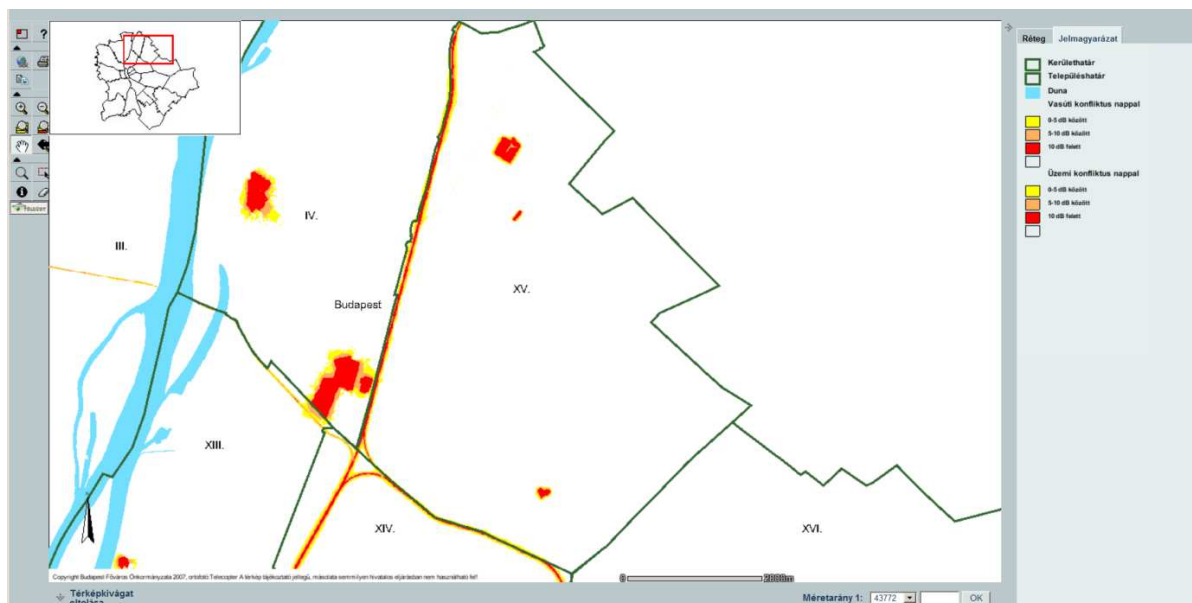 ?
III.
IV.
XV.
Budapest
XIII.
XIV.
XVI.
Copyright Budapest Főváros Önkormányzata 2007, ortofotó Telecopter A térkép tájékoztató jellegű, másolata semmilyen hivatalos eljárásban nem használható fel!
0 2000m
Térképkivágat
eltolása
Méretarány 1: 43772 OK
Réteg Jelmagyarázat
Kerülethatár
Településhatár
Duna
Vasúti konfliktus nappal
0-5 dB között
5-10 dB között
10 dB felett
Üzemi konfliktus nappal
0-5 dB között
5-10 dB között
10 dB felett